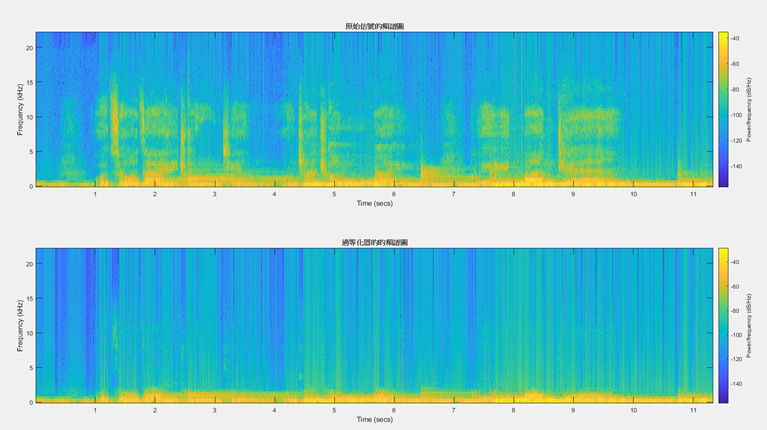 原始信號的頻譜圖
20
15
10
5
0
Frequency (kHz)
1 2 3 4 5 6 7 8 9 10 11
Time (secs)
-40
-60
-80
-100
-120
-140
Power/frequency (dB/Hz)
過等化器的的頻譜圖
20
15
10
5
0
Frequency (kHz)
1 2 3 4 5 6 7 8 9 10 11
Time (secs)
-40
-60
-80
-100
-120
-140
Power/frequency (dB/Hz)